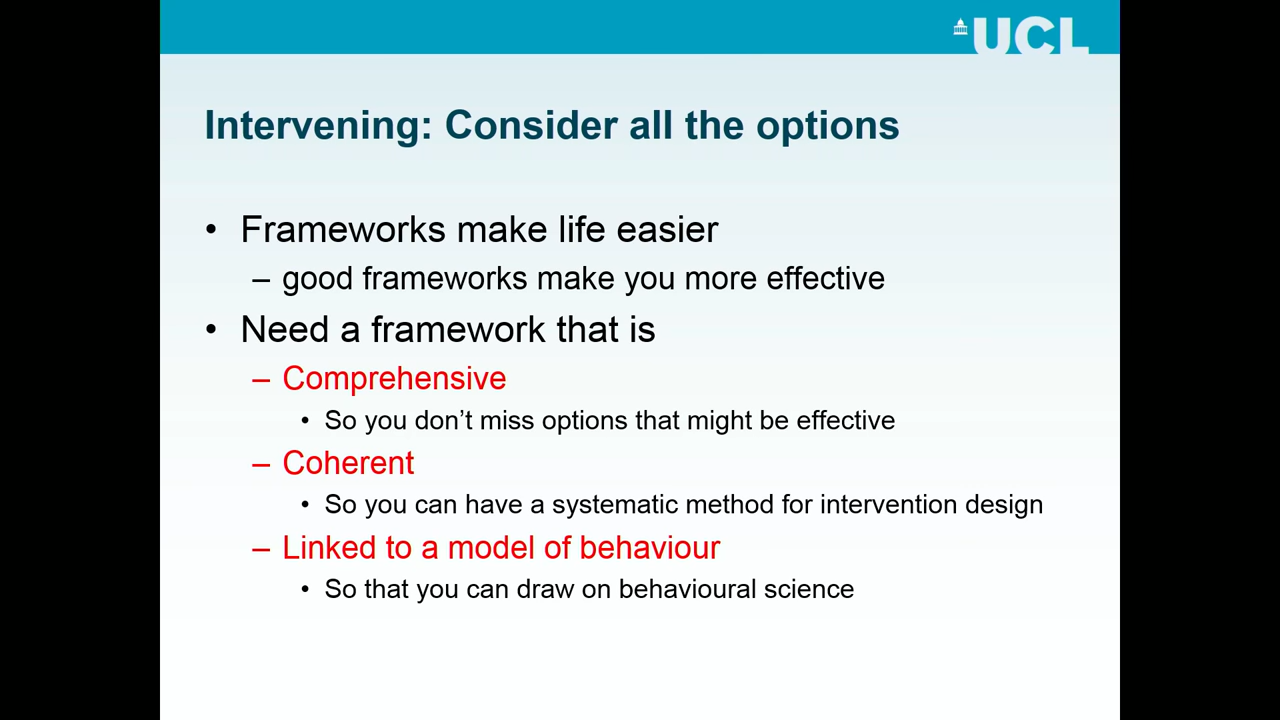 UCL
Intervening: Consider all the options
• Frameworks make life easier
– good frameworks make you more effective
• Need a framework that is
– Comprehensive
• So you don’t miss options that might be effective
– Coherent
• So you can have a systematic method for intervention design
– Linked to a model of behaviour
• So that you can draw on behavioural science